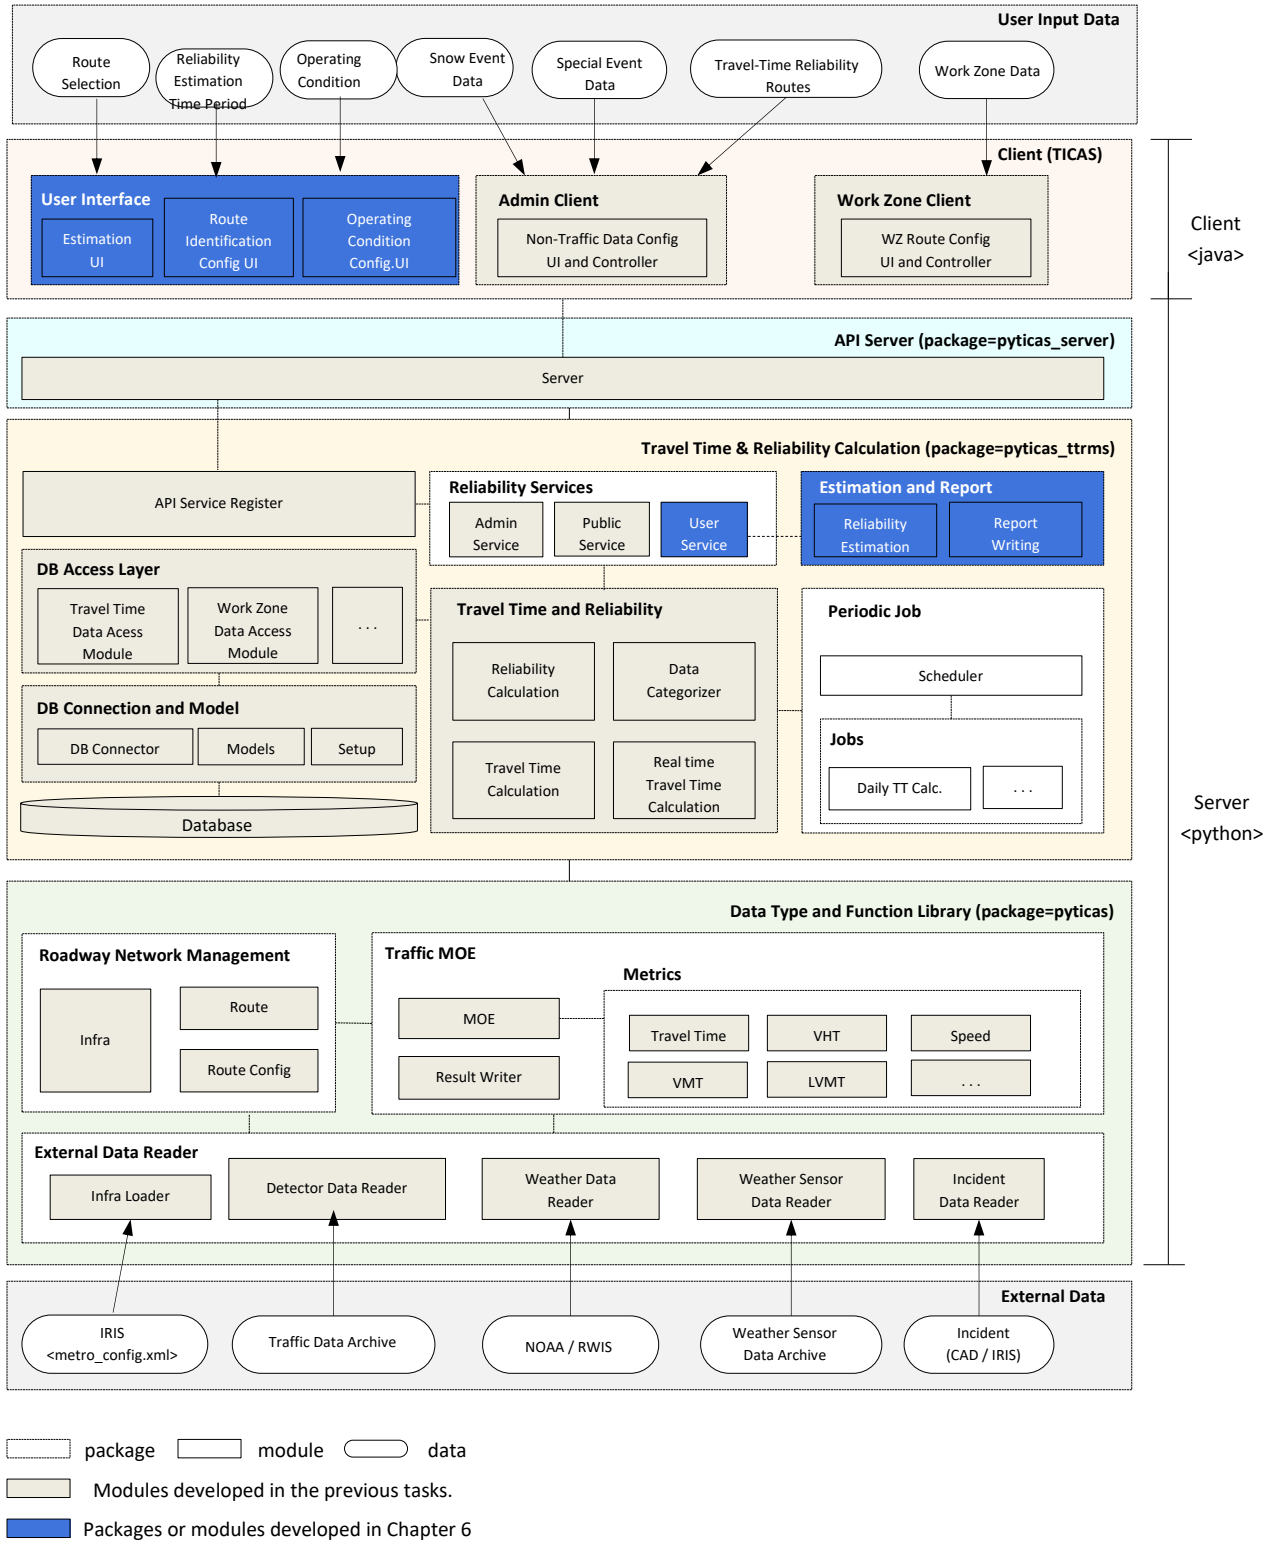 User Input Data
Route
Selection
Reliability
Estimation
Time Period
Operating
Condition
Snow Event
Data
Special Event
Data
Travel-Time Reliability
Routes
Work Zone Data
Client (TICAS)
User Interface
Estimation
UI
Route
Identification
Config UI
Operating
Condition
Config.UI
Admin Client
Non-Traffic Data Config
UI and Controller
Work Zone Client
WZ Route Config
UI and Controller
Client
<java>
API Server (package=pyticas_server)
Server
Travel Time & Reliability Calculation (package=pyticas_ttrms)
API Service Register
Reliability Services
Admin
Service
Public
Service
User
Service
Estimation and Report
Reliability
Estimation
Report
Writing
DB Access Layer
Travel Time
Data Acess
Module
Work Zone
Data Access
Module
. . .
Travel Time and Reliability
Reliability
Calculation
Data
Categorizer
Travel Time
Calculation
Real time
Travel Time
Calculation
Periodic Job
Scheduler
Jobs
Daily TT Calc.
. . .
DB Connection and Model
DB Connector
Models
Setup
Database
Server
<python>
Data Type and Function Library (package=pyticas)
Roadway Network Management
Infra
Route
Route Config
Traffic MOE
MOE
Result Writer
Metrics
Travel Time
VHT
Speed
VMT
LVMT
. . .
External Data Reader
Infra Loader
Detector Data Reader
Weather Data
Reader
Weather Sensor
Data Reader
Incident
Data Reader
External Data
IRIS
<metro_config.xml>
Traffic Data Archive
NOAA / RWIS
Weather Sensor
Data Archive
Incident
(CAD / IRIS)
package
module
data
Modules developed in the previous tasks.
Packages or modules developed in Chapter 6